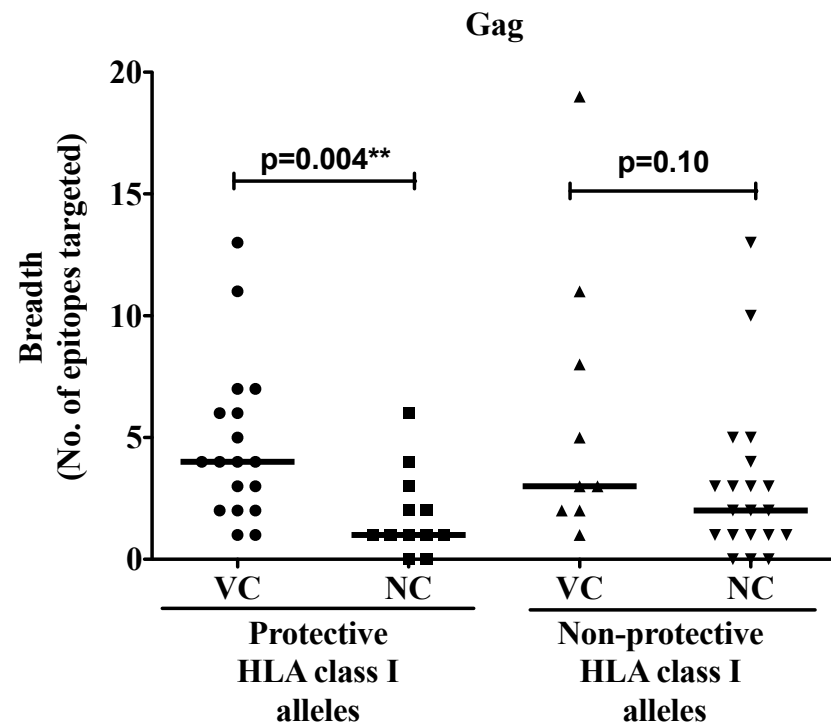 Gag
20
15
10
5
0
Breadth
(No. of epitopes targeted)
p=0.004**
p=0.10
VC
NC
VC
NC
Protective
HLA class I
alleles
Non-protective
HLA class I
alleles